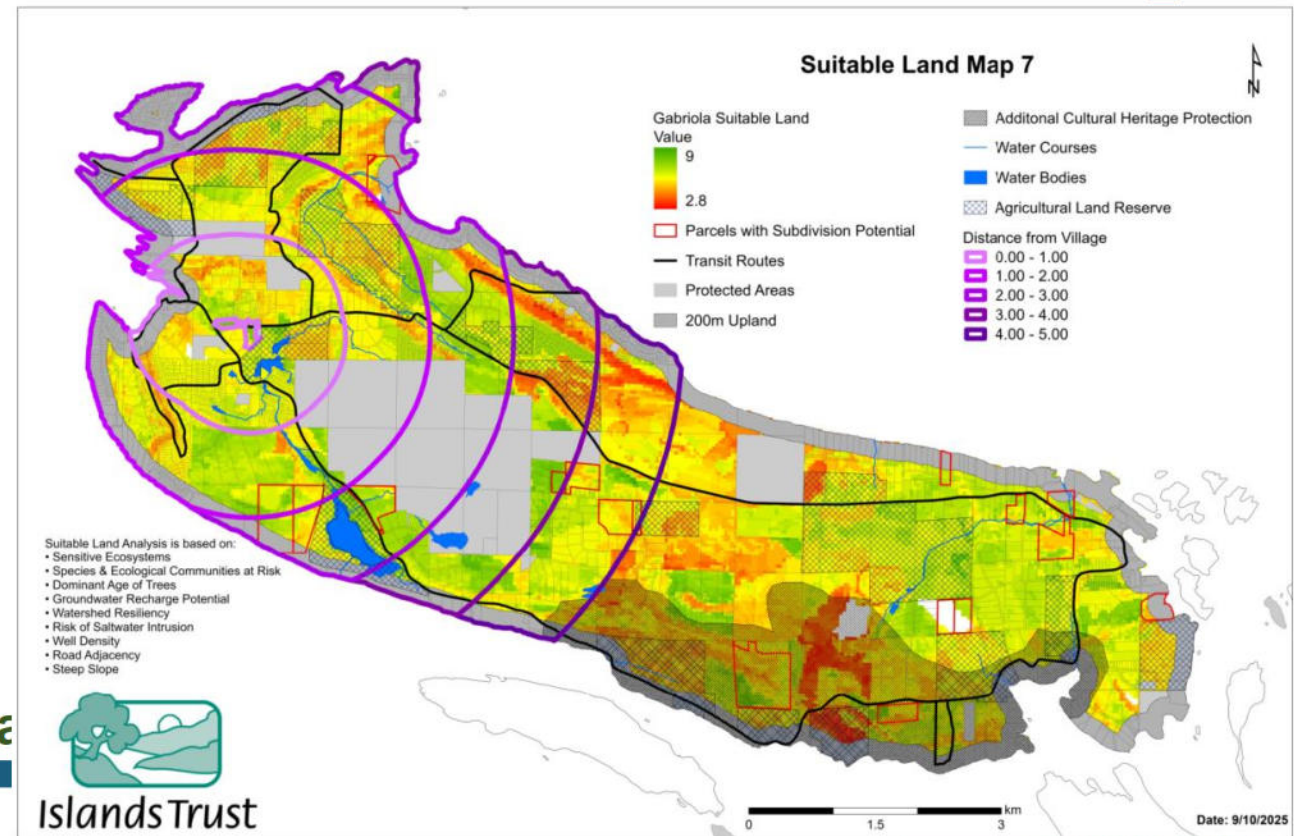 Suitable Land Map 7
N
Gabriola Suitable Land
Value
9
2.8
Parcels with Subdivision Potential
Transit Routes
Protected Areas
200m Upland
Additonal Cultural Heritage Protection
Water Courses
Water Bodies
Agricultural Land Reserve
Distance from Village
0.00 - 1.00
1.00 - 2.00
2.00 - 3.00
3.00 - 4.00
4.00 - 5.00
Suitable Land Analysis is based on:
• Sensitive Ecosystems
• Species & Ecological Communities at Risk
• Dominant Age of Trees
• Groundwater Recharge Potential
• Watershed Resiliency
• Risk of Saltwater Intrusion
• Well Density
• Road Adjacency
• Steep Slope
a
Islands Trust
km
0 1.5 3
Date: 9/10/2025